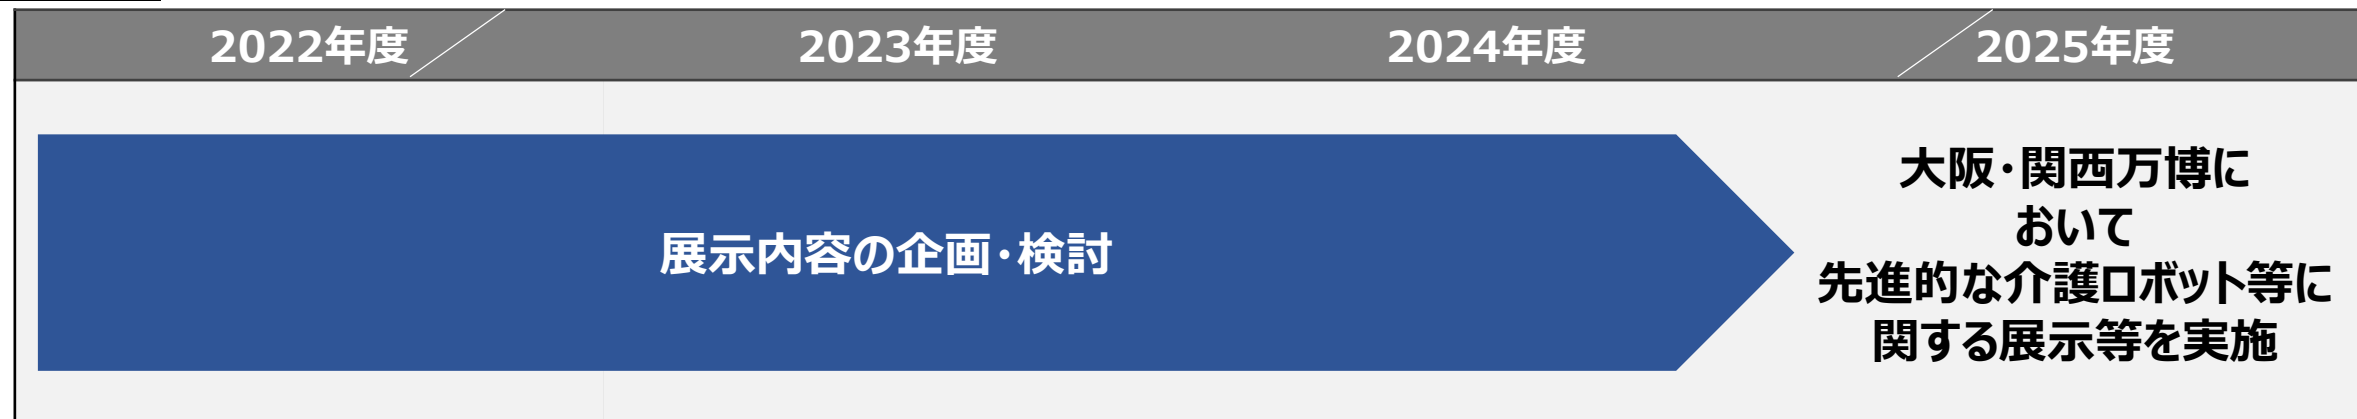 2022年度 2023年度 2024年度 2025年度
展示内容の企画・検討
大阪・関西万博に
おいて
先進的な介護ロボット等に
関する展示等を実施